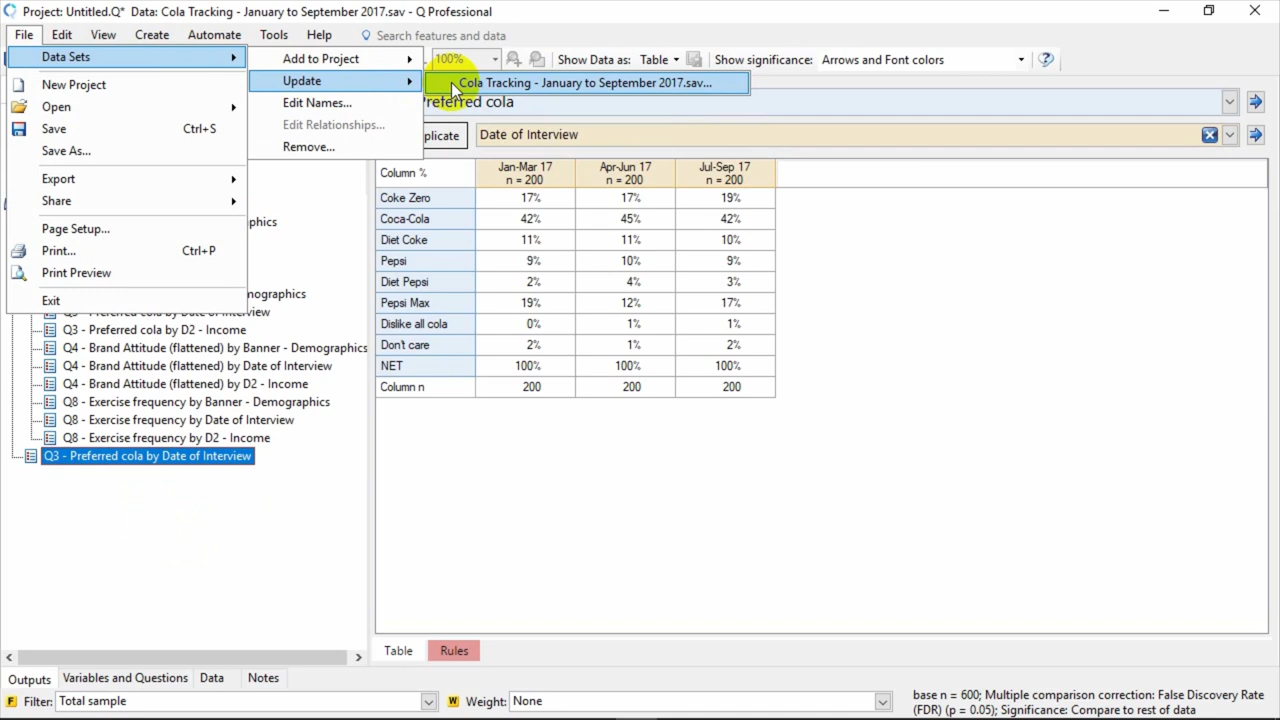 Project: Untitled.Q* Data: Cola Tracking - January to September 2017.sav - Q Professional
File Edit View Create Automate Tools Help Search features and data
Data Sets
New Project
Open
Save Ctrl+S
Save As...
Export
Share
Page Setup...
Print... Ctrl+P
Print Preview
Exit
Add to Project
Update
Edit Names...
Edit Relationships...
Remove...
Cola Tracking - January to September 2017.sav...
100% Show Data as: Table Show significance: Arrows and Font colors
Preferred cola
plicate Date of Interview
Column % Jan-Mar 17 n = 200 Apr-Jun 17 n = 200 Jul-Sep 17 n = 200
Coke Zero 17% 17% 19%
Coca-Cola 42% 45% 42%
Diet Coke 11% 11% 10%
Pepsi 9% 10% 9%
Diet Pepsi 2% 4% 3%
Pepsi Max 19% 12% 17%
Dislike all cola 0% 1% 1%
Don't care 2% 1% 2%
NET 100% 100% 100%
Column n 200 200 200
phics
nographics
Q3 - Preferred cola by Date of Interview
Q3 - Preferred cola by D2 - Income
Q4 - Brand Attitude (flattened) by Banner - Demographics
Q4 - Brand Attitude (flattened) by Date of Interview
Q4 - Brand Attitude (flattened) by D2 - Income
Q8 - Exercise frequency by Banner - Demographics
Q8 - Exercise frequency by Date of Interview
Q8 - Exercise frequency by D2 - Income
Q3 - Preferred cola by Date of Interview
Table Rules
Outputs Variables and Questions Data Notes
F Filter: Total sample W Weight: None
base n = 600; Multiple comparison correction: False Discovery Rate
(FDR) (p = 0.05); Significance: Compare to rest of data